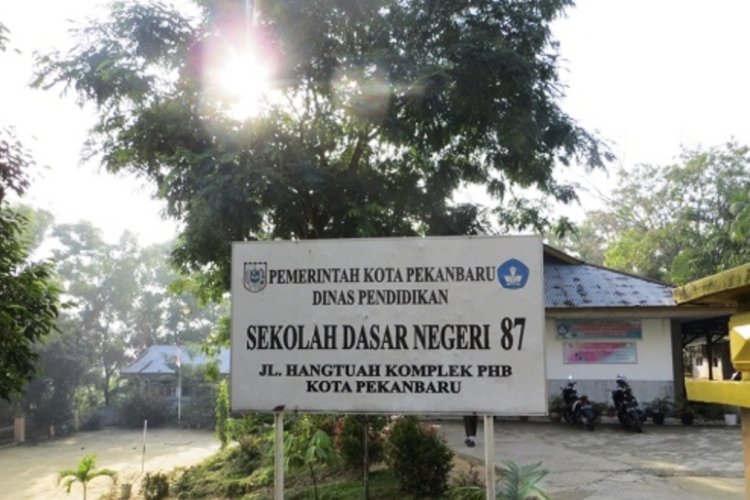 PEMERINTAH KOTA PEKANBARU
DINAS PENDIDIKAN
SEKOLAH DASAR NEGERI 87
JL. HANGTUAH KOMPLEK PHB
KOTA PEKANBARU